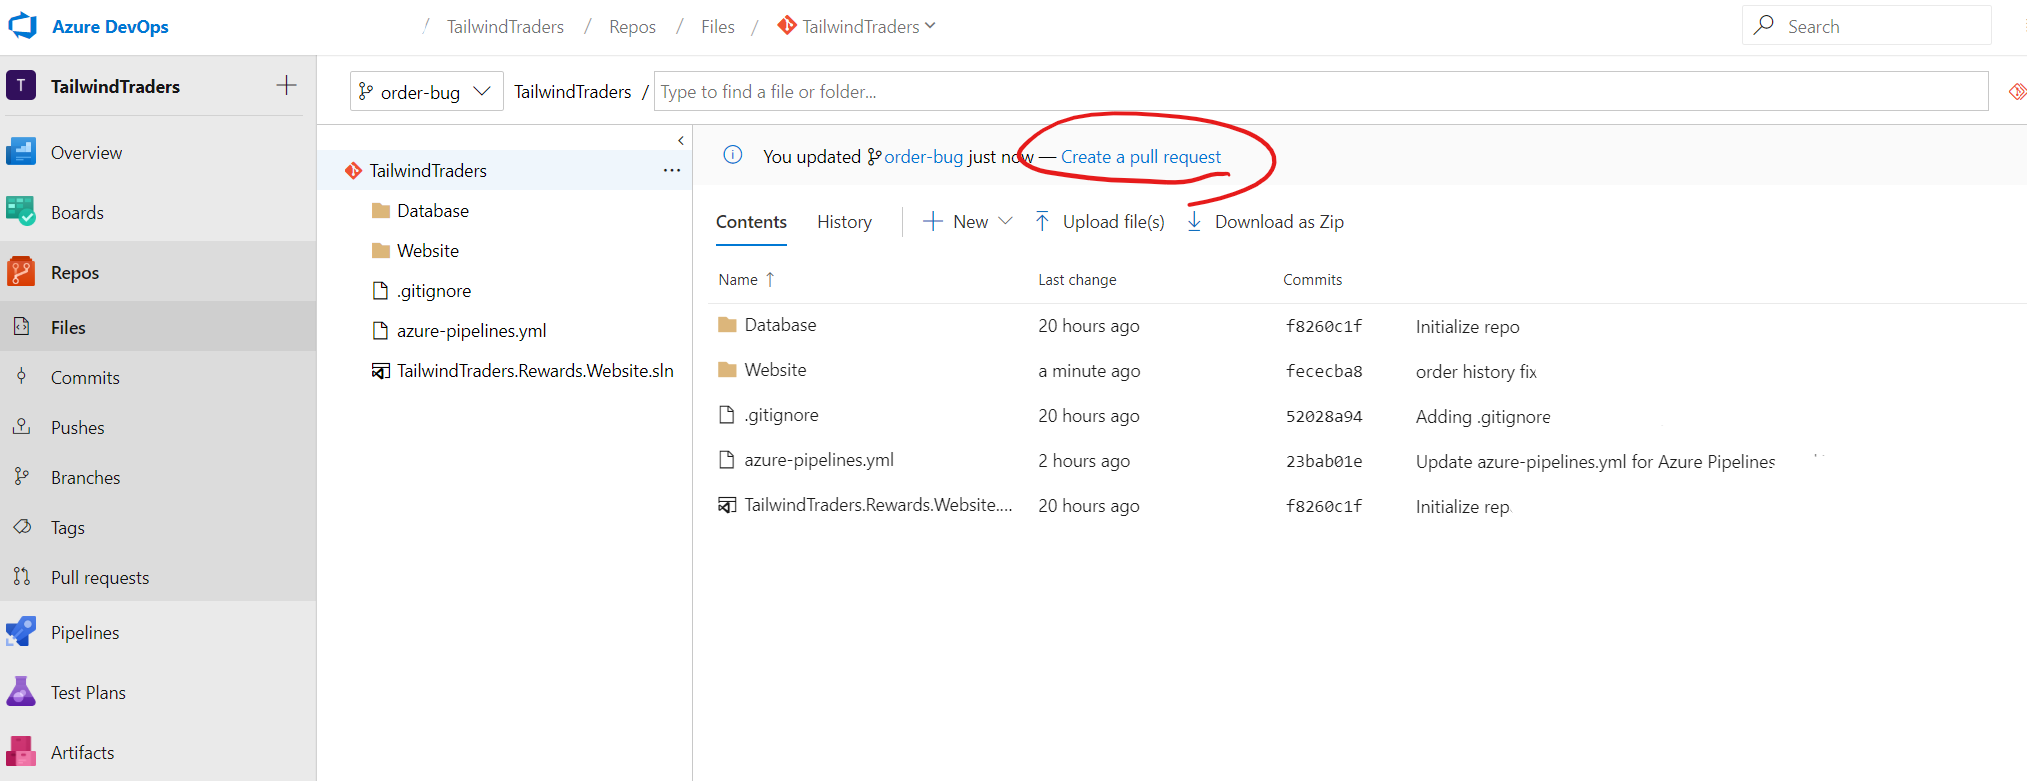 Azure DevOps / TailwindTraders / Repos / Files / TailwindTraders Search
T TailwindTraders
Overview
Boards
Repos
Files
Commits
Pushes
Branches
Tags
Pull requests
Pipelines
Test Plans
Artifacts
order-bug TailwindTraders / Type to find a file or folder...
TailwindTraders ...
Database
Website
.gitignore
azure-pipelines.yml
TailwindTraders.Rewards.Website.sln
You updated order-bug just now — Create a pull request
Contents History New Upload file(s) Download as Zip
Name ↑ Last change Commits
Database 20 hours ago f8260c1f Initialize repo
Website a minute ago fececba8 order history fix
.gitignore 20 hours ago 52028a94 Adding .gitignore
azure-pipelines.yml 2 hours ago 23bab01e Update azure-pipelines.yml for Azure Pipelines
TailwindTraders.Rewards.Website.... 20 hours ago f8260c1f Initialize rep